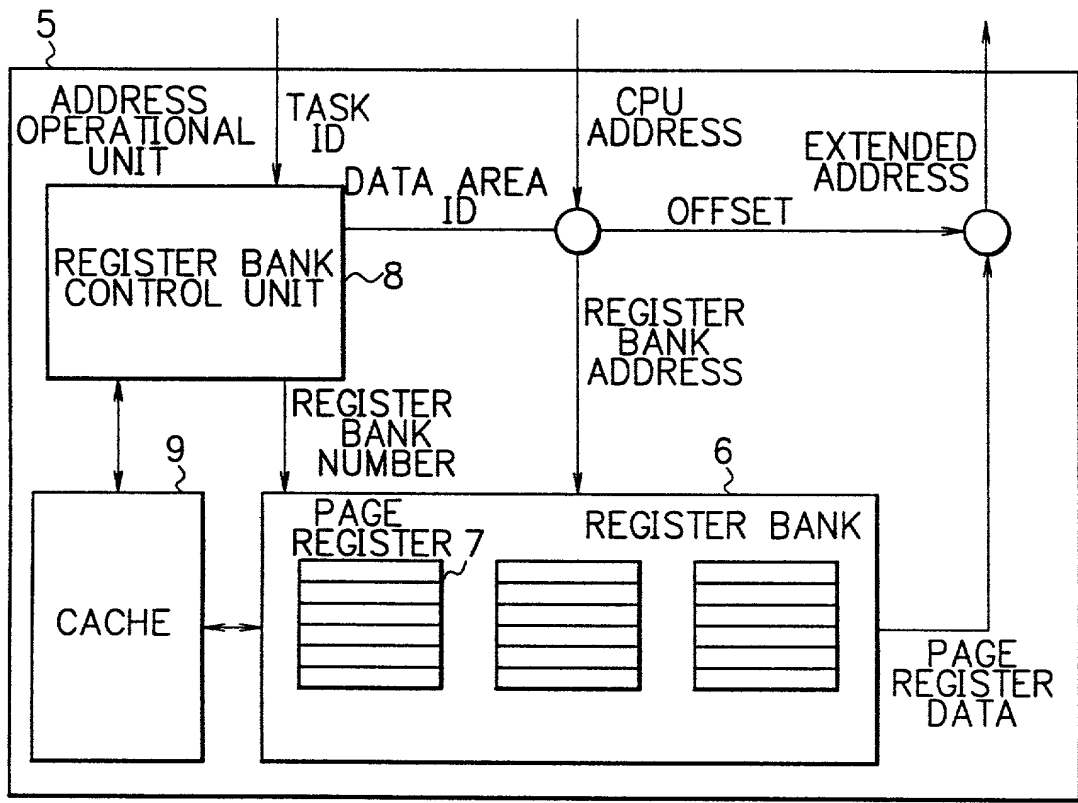 5
ADDRESS
OPERATIONAL
UNIT
TASK
ID
CPU
ADDRESS
EXTENDED
ADDRESS
DATA AREA
ID
OFFSET
REGISTER BANK
CONTROL UNIT
8
REGISTER
BANK
ADDRESS
REGISTER
BANK
NUMBER
9
6
CACHE
PAGE
REGISTER 7
REGISTER BANK
PAGE
REGISTER
DATA